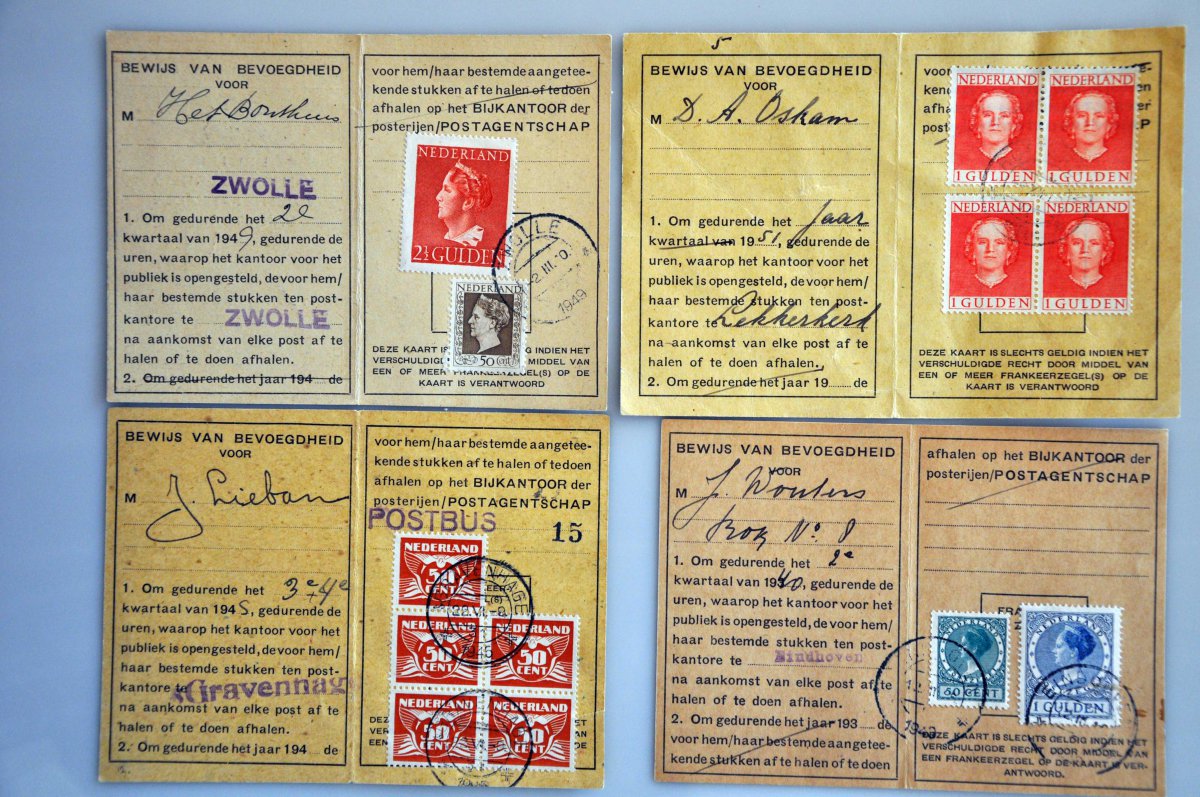 BEWIJS VAN BEVOEGDHEID
VOOR
M Het Bonthuis
ZWOLLE
1. Om gedurende het 2e
kwartaal van 1949, gedurende de
uren, waarop het kantoor voor het
publiek is opengesteld, de voor hem/
haar bestemde stukken ten post-
kantore te ZWOLLE
na aankomst van elke post af te
halen of te doen afhalen.
2. Om gedurende het jaar 194 de
voor hem/haar bestemde aangetee-
kende stukken af te halen of te doen
afhalen op het BIJKANTOOR der
posterijen/POSTAGENTSCHAP
NEDERLAND
2½ GULDEN
ZWOLLE
1949
NEDERLAND
50 cent
DEZE KAART IS SLECHTS GELDIG INDIEN HET
VERSCHULDIGDE RECHT DOOR MIDDEL VAN
EEN OF MEER FRANKEERZEGEL(S) OP DE
KAART IS VERANTWOORD
5
BEWIJS VAN BEVOEGDHEID
VOOR
M D. A. Oskam
1. Om gedurende het Jaar
kwartaal van 1951, gedurende de
uren, waarop het kantoor voor het
publiek is opengesteld, de voor hem/
haar bestemde stukken ten post-
kantore te Lekkerkerk
na aankomst van elke post af te
halen of te doen afhalen.
2. Om gedurende het jaar 19 de
NEDERLAND
NEDERLAND
1 GULDEN
1 GULDEN
NEDERLAND
NEDERLAND
1 GULDEN
1 GULDEN
DEZE KAART IS SLECHTS GELDIG INDIEN HET
VERSCHULDIGDE RECHT DOOR MIDDEL VAN
EEN OF MEER FRANKEERZEGEL(S) OP DE
KAART IS VERANTWOORD
BEWIJS VAN BEVOEGDHEID
VOOR
M J. Lieban
1. Om gedurende het 3e 4e
kwartaal van 1945, gedurende de
uren, waarop het kantoor voor het
publiek is opengesteld, de voor hem/
haar bestemde stukken ten post-
kantore te sGravenhage
na aankomst van elke post af te
halen of te doen afhalen.
2. Om gedurende het jaar 194 de
voor hem/haar bestemde aangetee-
kende stukken af te halen of te doen
afhalen op het BIJKANTOOR der
posterijen/POSTAGENTSCHAP
POSTBUS 15
NEDERLAND
50 CENT
NEDERLAND
NEDERLAND
50 CENT
50 CENT
NEDERLAND
NEDERLAND
50 CENT
50 CENT
1945
BEWIJS VAN BEVOEGDHEID
VOOR
M J. Wouters
Box No. 8
1. Om gedurende het 2e
kwartaal van 1940, gedurende de
uren, waarop het kantoor voor het
publiek is opengesteld, de voor hem/
haar bestemde stukken ten post-
kantore te Eindhoven
na aankomst van elke post af te
halen of te doen afhalen.
2. Om gedurende het jaar 193 de
voor hem/haar bestemde aangetee-
kende stukken af te halen of te doen
afhalen op het BIJKANTOOR der
posterijen/POSTAGENTSCHAP
NEDERLAND
50 CENT
NEDERLAND
1 GULDEN
DEZE KAART IS SLECHTS GELDIG INDIEN HET
VERSCHULDIGDE RECHT DOOR MIDDEL VAN
EEN FRANKEERZEGEL OP DE KAART IS VER-
ANTWOORD.